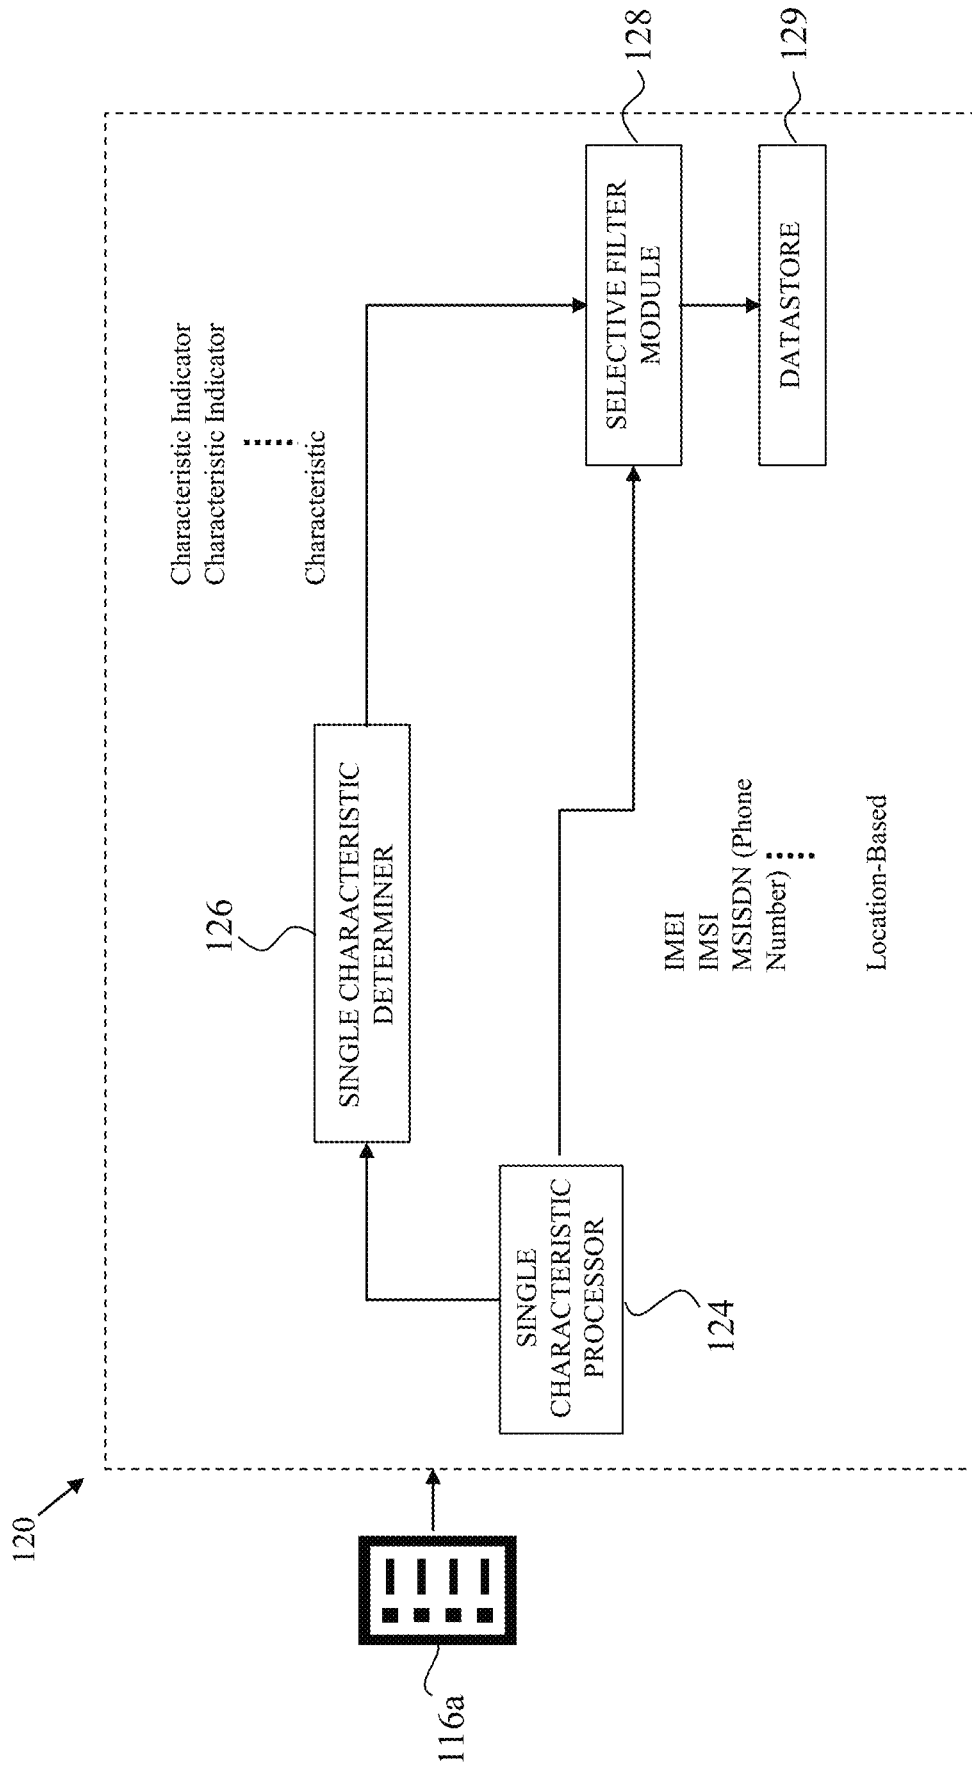 120
116a
126
SINGLE CHARACTERISTIC
DETERMINER
Characteristic Indicator
Characteristic Indicator
Characteristic
SINGLE
CHARACTERISTIC
PROCESSOR
124
IMEI
IMSI
MSISDN (Phone
Number)
Location-Based
SELECTIVE FILTER
MODULE
128
DATASTORE
129